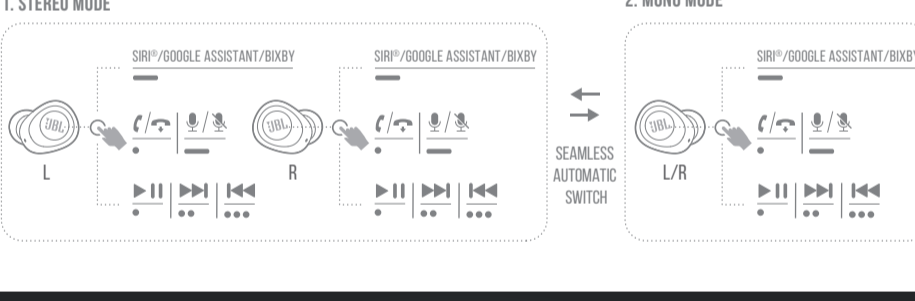 1. STEREO MODE
2. MONO MODE
SIRI®/GOOGLE ASSISTANT/BIXBY
SIRI®/GOOGLE ASSISTANT/BIXBY
SIRI®/GOOGLE ASSISTANT/BIXBY
JBL
JBL
JBL
L
R
SEAMLESS
AUTOMATIC
SWITCH
L/R